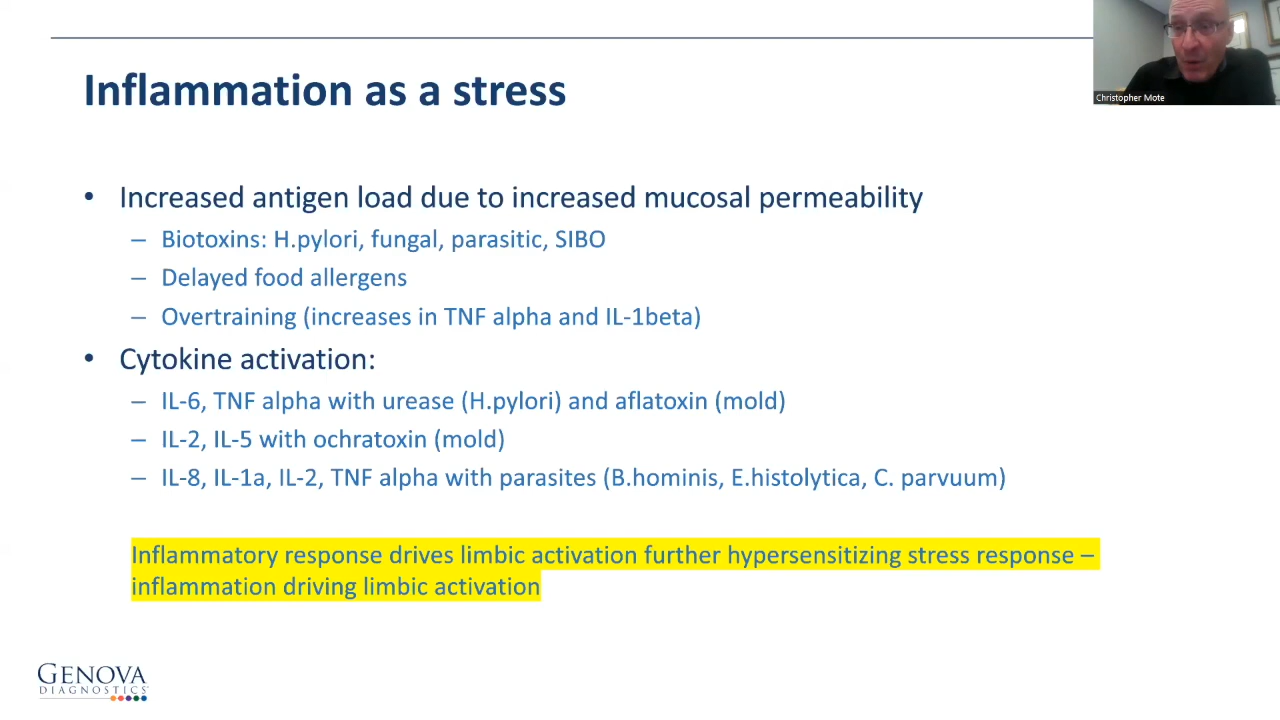 Christopher Mote
Inflammation as a stress
• Increased antigen load due to increased mucosal permeability
– Biotoxins: H.pylori, fungal, parasitic, SIBO
– Delayed food allergens
– Overtraining (increases in TNF alpha and IL-1beta)
• Cytokine activation:
– IL-6, TNF alpha with urease (H.pylori) and aflatoxin (mold)
– IL-2, IL-5 with ochratoxin (mold)
– IL-8, IL-1a, IL-2, TNF alpha with parasites (B.hominis, E.histolytica, C. parvuum)
Inflammatory response drives limbic activation further hypersensitizing stress response –
inflammation driving limbic activation
GENOVA
DIAGNOSTICS